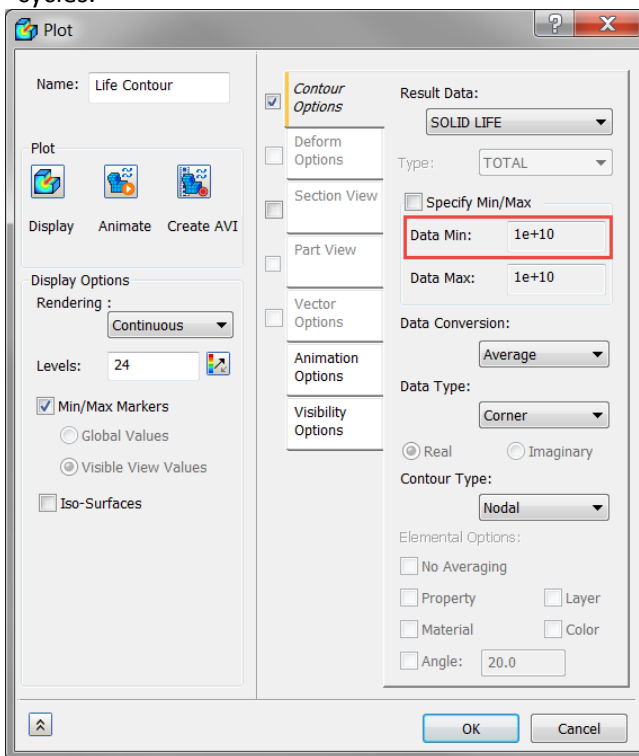 cycles.
Plot
Name: Life Contour
Plot
Display Animate Create AVI
Display Options
Rendering :
Continuous
Levels: 24
Min/Max Markers
Global Values
Visible View Values
Iso-Surfaces
Contour
Options
Deform
Options
Section View
Part View
Vector
Options
Animation
Options
Visibility
Options
Result Data:
SOLID LIFE
Type: TOTAL
Specify Min/Max
Data Min: 1e+10
Data Max: 1e+10
Data Conversion:
Average
Data Type:
Corner
Real Imaginary
Contour Type:
Nodal
Elemental Options:
No Averaging
Property Layer
Material Color
Angle: 20.0
OK Cancel